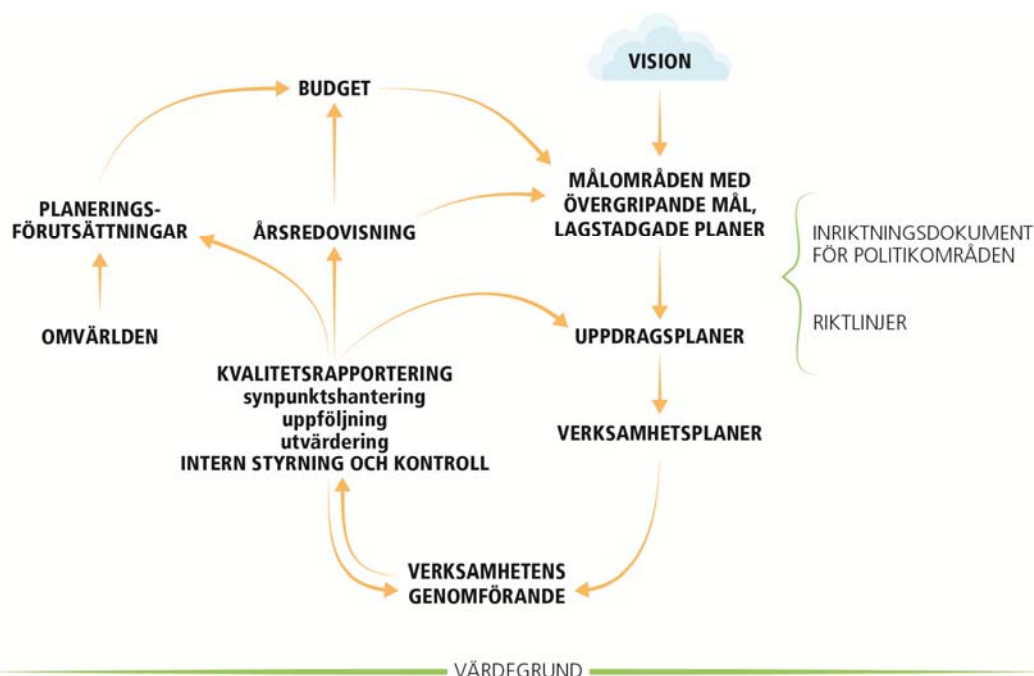 VISION
BUDGET
MÅLOMRÅDEN MED
ÖVERGRIPANDE MÅL,
LAGSTADGADE PLANER
PLANERINGS-
FÖRUTSÄTTNINGAR
ÅRSREDOVISNING
INRIKTNINGSDOKUMENT
FÖR POLITIKOMRÅDEN
RIKTLINJER
OMVÄRLDEN
UPPDRAGSPLANER
KVALITETSRAPPORTERING
synpunktshantering
uppföljning
utvärdering
INTERN STYRNING OCH KONTROLL
VERKSAMHETSPLANER
VERKSAMHETENS
GENOMFÖRANDE
VÄRDEGRUND